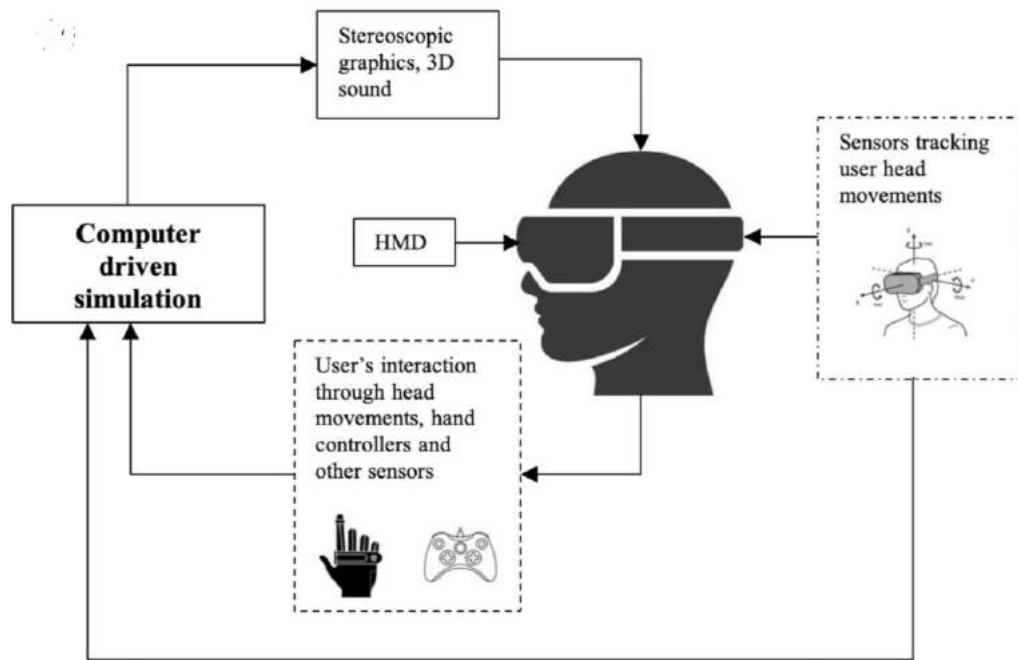 Stereoscopic
graphics, 3D
sound
Sensors tracking
user head
movements
Computer
driven
simulation
HMD
User's interaction
through head
movements, hand
controllers and
other sensors